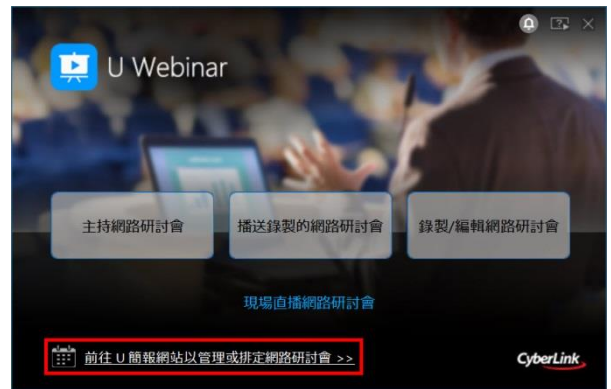 U Webinar
主持網路研討會
播送錄製的網路研討會
錄製/編輯網路研討會
現場直播網路研討會
前往 U 簡報網站以管理或排定網路研討會 >>
CyberLink